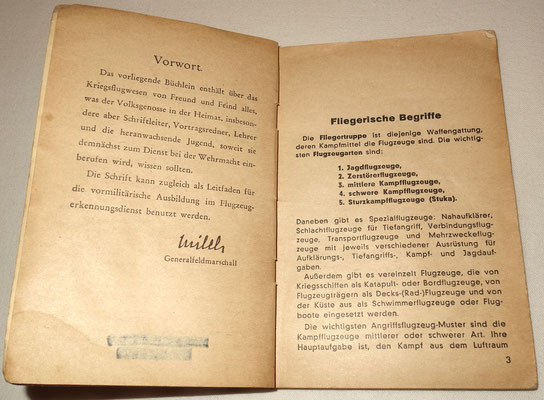 Vorwort.
Das vorliegende Büchlein enthält über das
Kriegsflugwesen von Freund und Feind alles,
was der Volksgenosse in der Heimat, insbeson-
dere aber Schriftleiter, Vortragsredner, Lehrer
und die heranwachsende Jugend, soweit sie
demnächst zum Dienst bei der Wehrmacht ein-
berufen wird, wissen sollten.
Die Schrift kann zugleich als Leitfaden für
die vormilitärische Ausbildung im Flugzeug-
erkennungsdienst benutzt werden.
Milch
Generalfeldmarschall
Fliegerische Begriffe
Die Fliegertruppe ist diejenige Waffengattung,
deren Kampfmittel die Flugzeuge sind. Die wichtig-
sten Flugzeugarten sind:
1. Jagdflugzeuge,
2. Zerstörerflugzeuge,
3. mittlere Kampfflugzeuge,
4. schwere Kampfflugzeuge,
5. Sturzkampfflugzeuge (Stuka).
Daneben gibt es Spezialflugzeuge: Nahaufklärer,
Schlachtflugzeuge für Tiefangriff, Verbindungsflug-
zeuge, Transportflugzeuge und Mehrzweckeflug-
zeuge mit jeweils verschiedener Ausrüstung für
Aufklärungs-, Tiefangriffs-, Kampf- und Jagdauf-
gaben.
Außerdem gibt es vereinzelt Flugzeuge, die von
Kriegsschiffen als Katapult- oder Bordflugzeuge, von
Flugzeugträgern als Decks-(Rad-)Flugzeuge und von
der Küste aus als Schwimmerflugzeuge oder Flug-
boote eingesetzt werden.
Die wichtigsten Angriffsflugzeug-Muster sind die
Kampfflugzeuge mittlerer oder schwerer Art. Ihre
Hauptaufgabe ist, den Kampf aus dem Luftraum
3